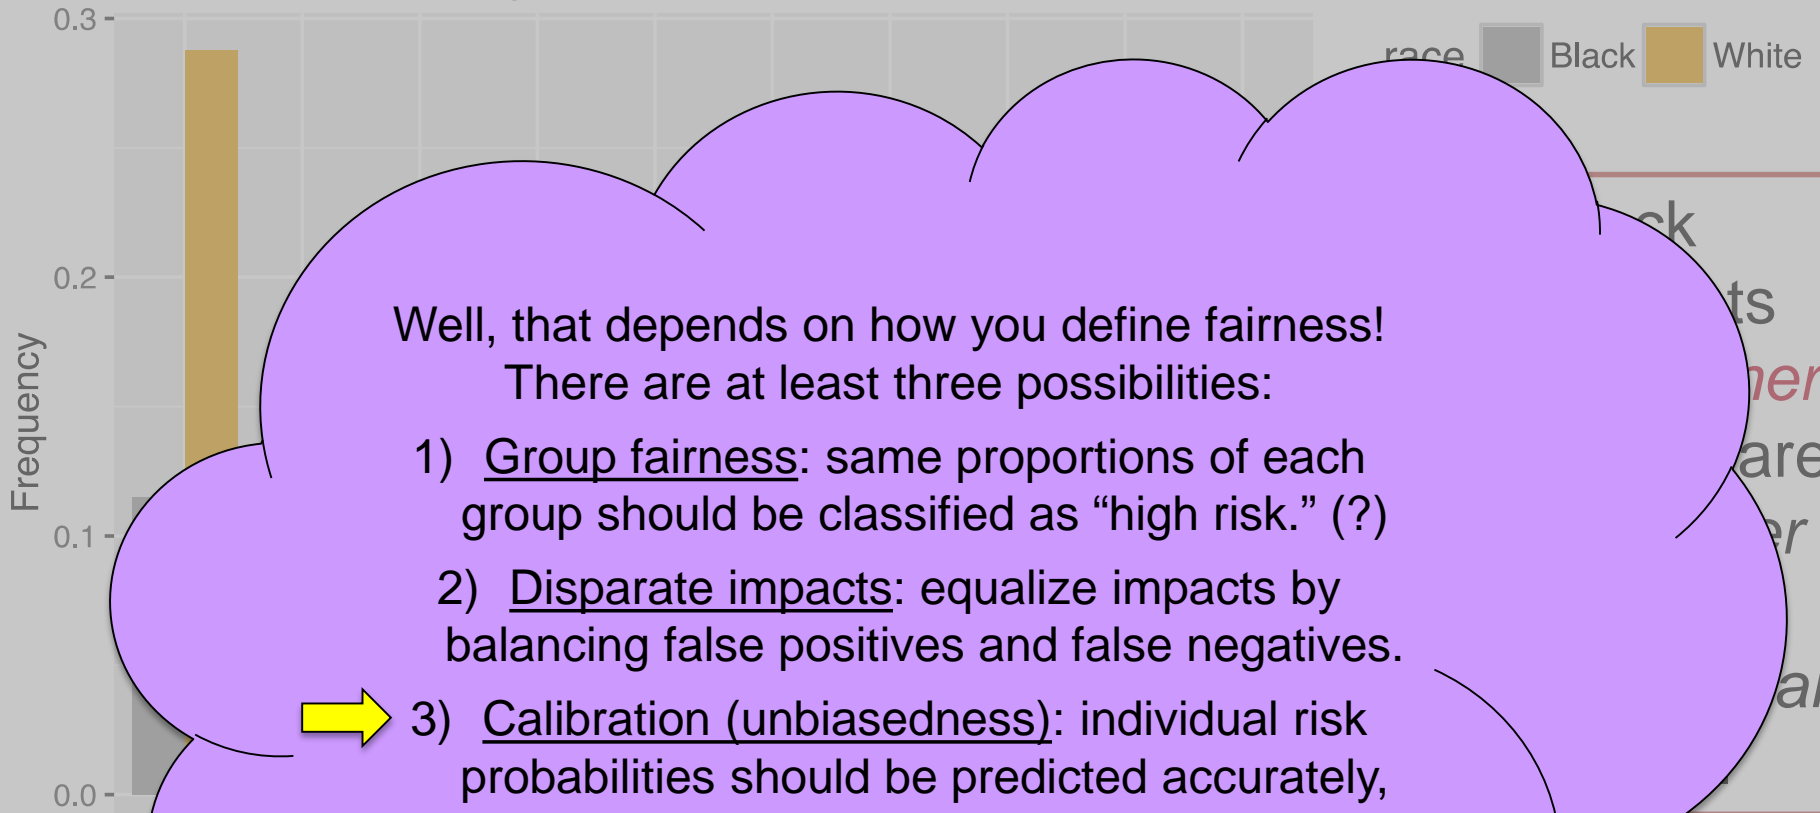 0.3
race Black White
0.2
Frequency
0.1
0.0
Well, that depends on how you define fairness!
There are at least three possibilities:
1) Group fairness: same proportions of each
group should be classified as “high risk.” (?)
2) Disparate impacts: equalize impacts by
balancing false positives and false negatives.
3) Calibration (unbiasedness): individual risk
probabilities should be predicted accurately,
are